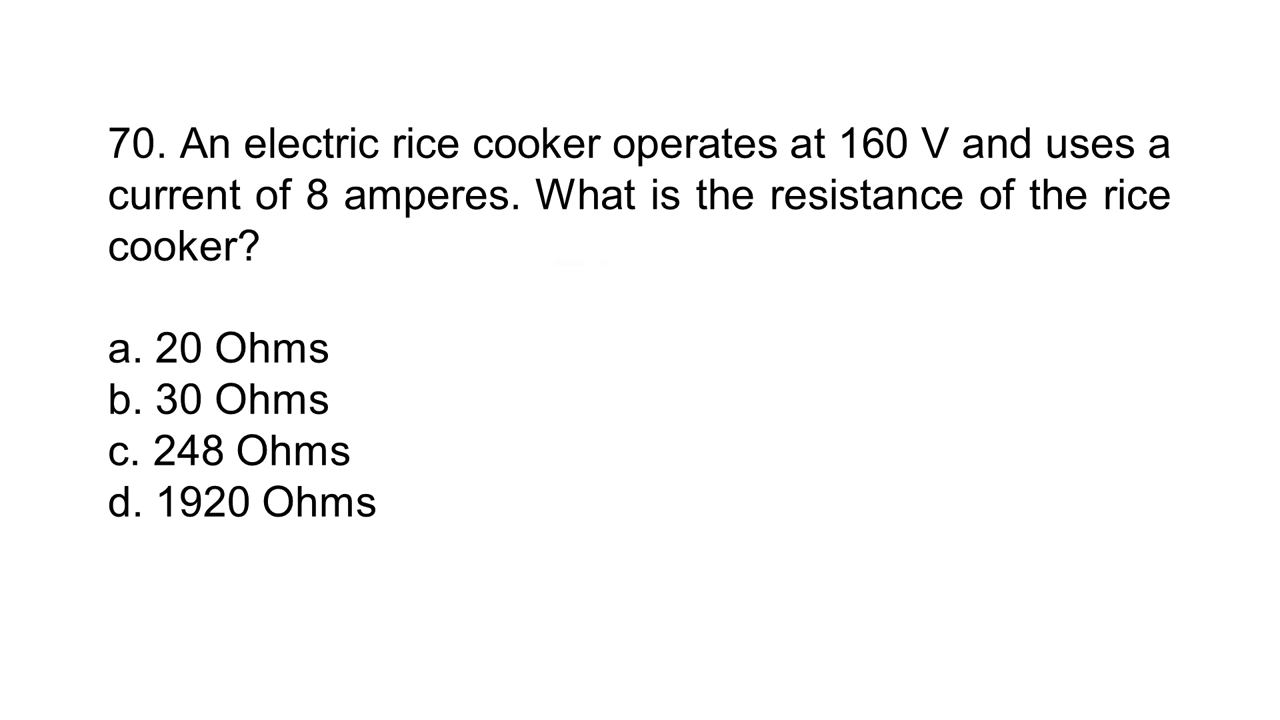 70. An electric rice cooker operates at 160 V and uses a
current of 8 amperes. What is the resistance of the rice
cooker?
a. 20 Ohms
b. 30 Ohms
c. 248 Ohms
d. 1920 Ohms